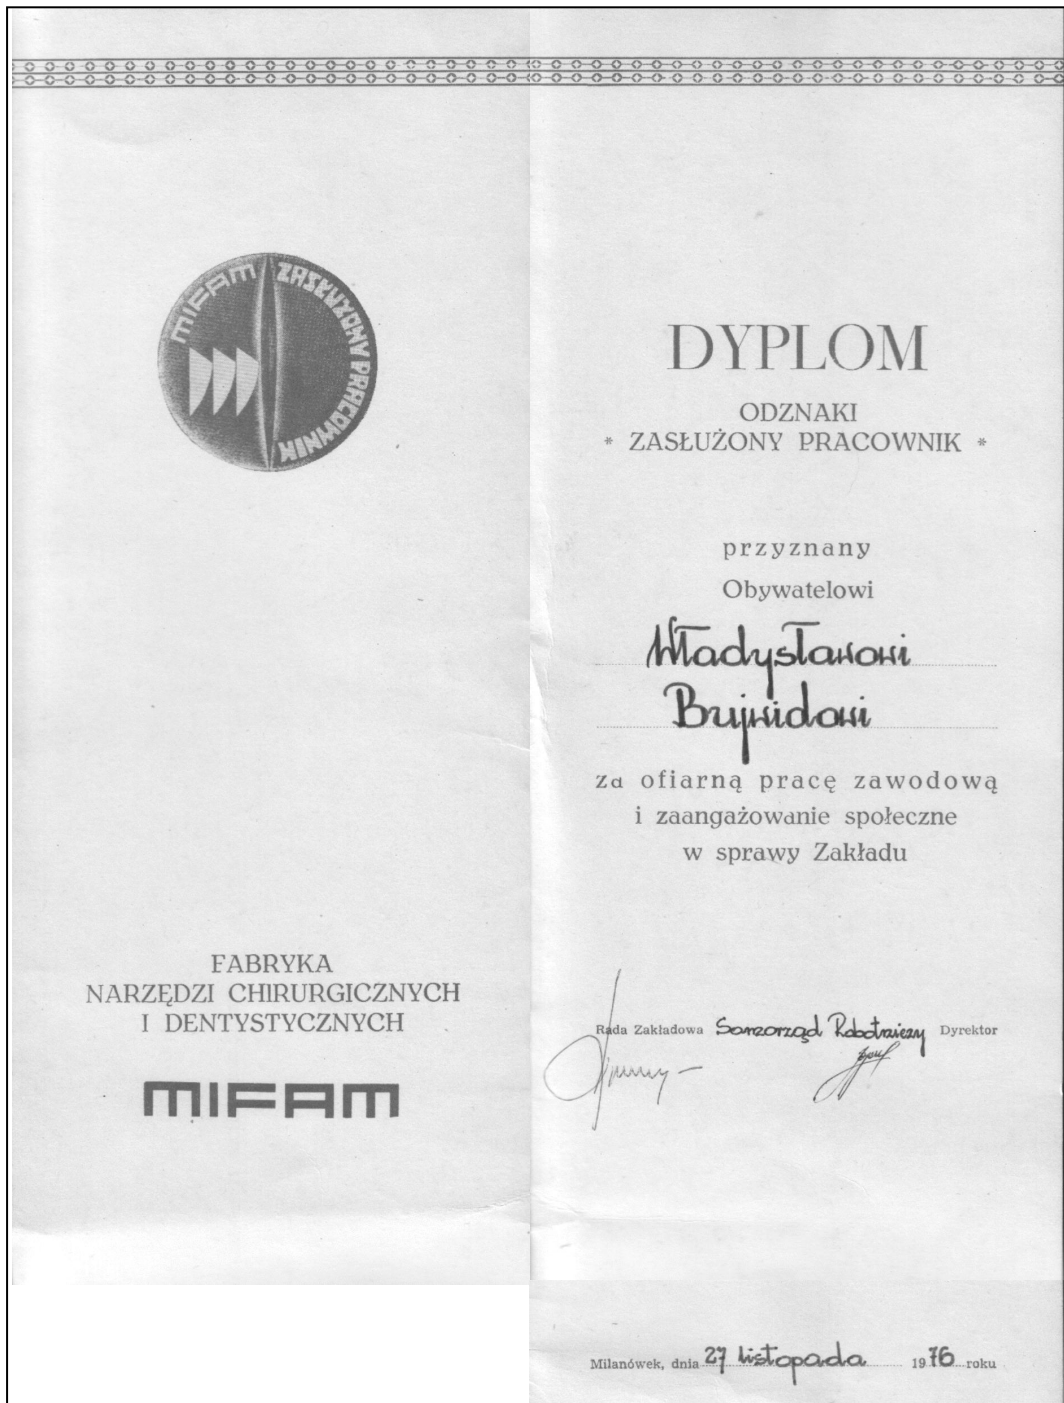 MIFAM
ZASŁUŻONY PRACOWNIK
FABRYKA
NARZĘDZI CHIRURGICZNYCH
I DENTYSTYCZNYCH
MIFAM
DYPLOM
ODZNAKI
* ZASŁUŻONY PRACOWNIK *
przyznany
Obywatelowi
Władysławowi
Bujwidowi
za ofiarną pracę zawodową
i zaangażowanie społeczne
w sprawy Zakładu
Rada Zakładowa Samorząd Robotniczy Dyrektor
Milanówek, dnia 27 listopada 1976 roku